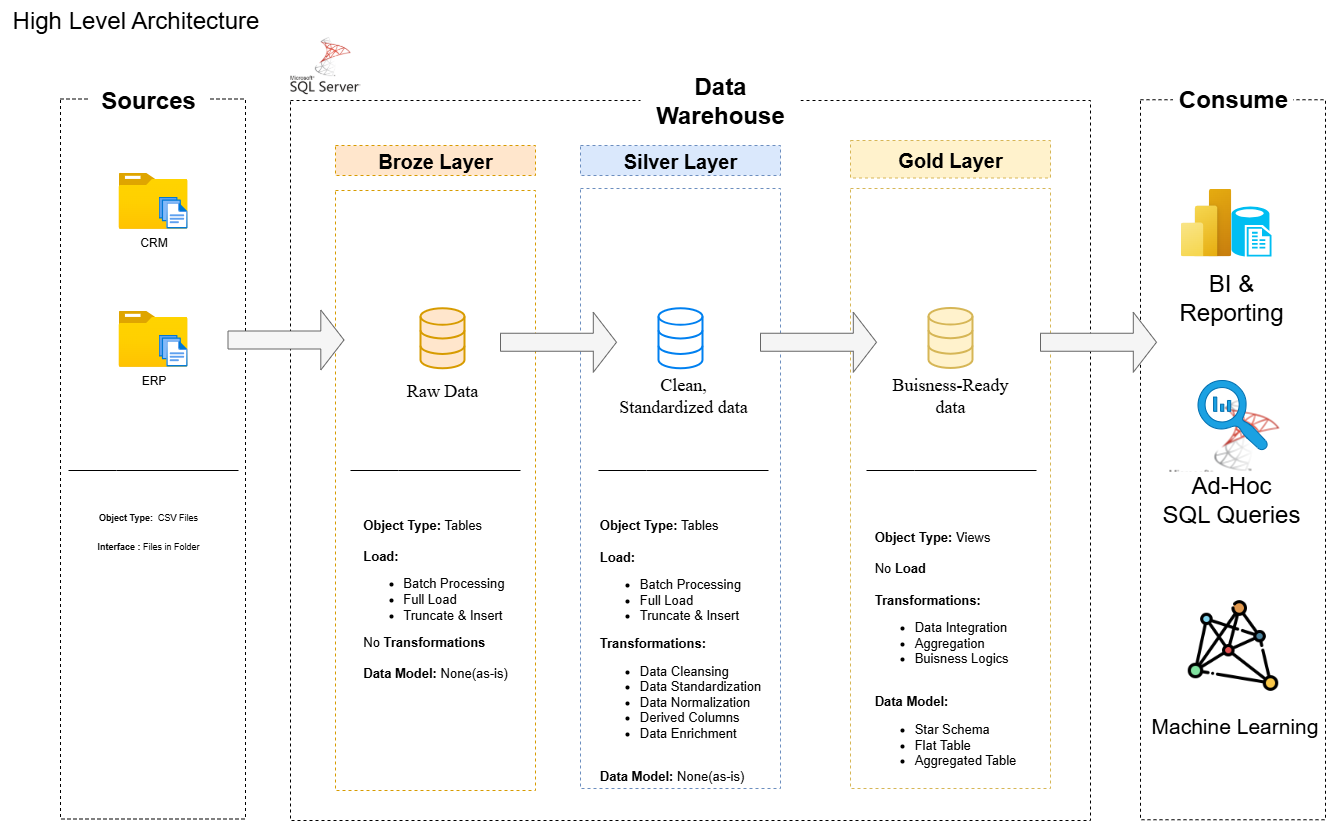 High Level Architecture
Sources
CRM
ERP
Object Type: CSV Files
Interface : Files in Folder
Microsoft
SQL Server
Data
Warehouse
Broze Layer
Raw Data
Object Type: Tables
Load:
Batch Processing
Full Load
Truncate & Insert
No Transformations
Data Model: None(as-is)
Silver Layer
Clean,
Standardized data
Object Type: Tables
Load:
Batch Processing
Full Load
Truncate & Insert
Transformations:
Data Cleansing
Data Standardization
Data Normalization
Derived Columns
Data Enrichment
Data Model: None(as-is)
Gold Layer
Buisness-Ready
data
Object Type: Views
No Load
Transformations:
Data Integration
Aggregation
Buisness Logics
Data Model:
Star Schema
Flat Table
Aggregated Table
Consume
BI &
Reporting
Ad-Hoc
SQL Queries
Machine Learning